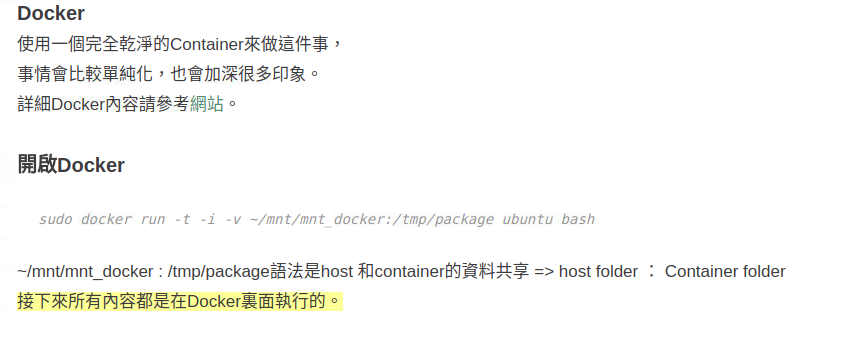 Docker
使用一個完全乾淨的Container來做這件事，
事情會比較單純化，也會加深很多印象。
詳細Docker內容請參考網站。
開啟Docker
sudo docker run -t -i -v ~/mnt/mnt_docker:/tmp/package ubuntu bash
~/mnt/mnt_docker : /tmp/package語法是host 和container的資料共享 => host folder ： Container folder
接下來所有內容都是在Docker裏面執行的。